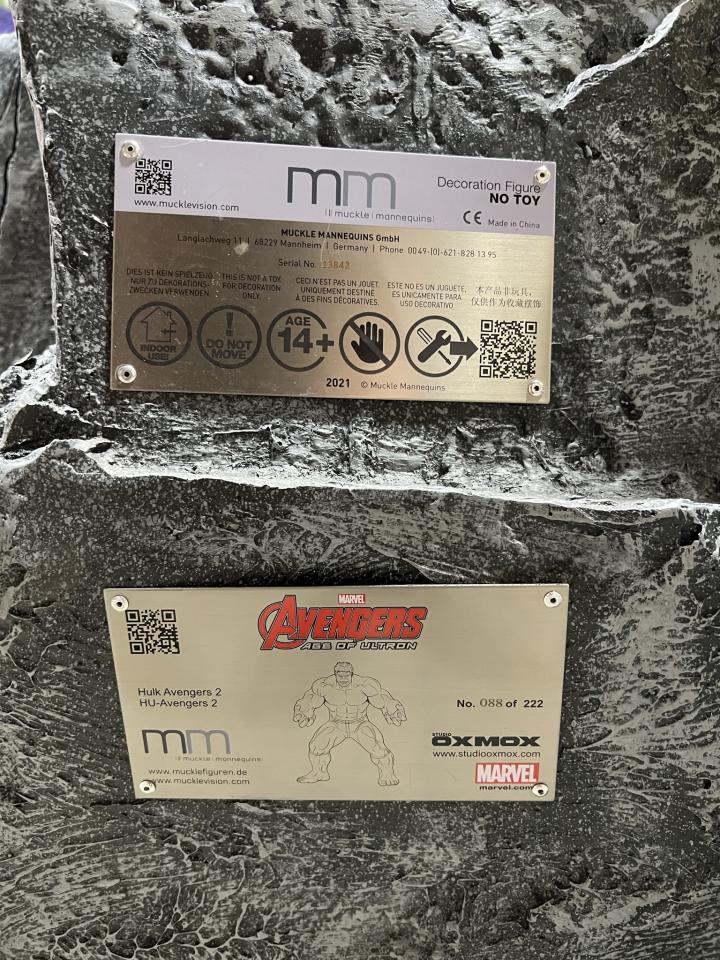 mm
www.mucklevision.com
||| muckle | mannequins|
Decoration Figure
NO TOY
CE Made in China
MUCKLE MANNEQUINS GmbH
Langlachweg 11 | 68229 Mannheim | Germany | Phone 0049-(0)-621-828 13 95
Serial No. 13842
DIES IST KEIN SPIELZEUG.
NUR ZU DEKORATIONS-
ZWECKEN VERWENDEN.
THIS IS NOT A TOY.
FOR DECORATION
ONLY.
CECI N'EST PAS UN JOUET.
UNIQUEMENT DESTINÉ
À DES FINS DÉCORATIVES.
ESTE NO ES UN JUGUETE,
ES UNICAMENTE PARA
USO DECORATIVO.
本产品非玩具，
仅供作为收藏摆饰
INDOOR
USE!
!
DO NOT
MOVE
AGE
14+
2021 © Muckle Mannequins
MARVEL
AVENGERS
AGE OF ULTRON
Hulk Avengers 2
HU-Avengers 2
No. 088 of 222
mm
||| muckle | mannequins|
www.mucklefiguren.de
www.mucklevision.com
STUDIO
OXMOX
www.studiooxmox.com
MARVEL
marvel.com